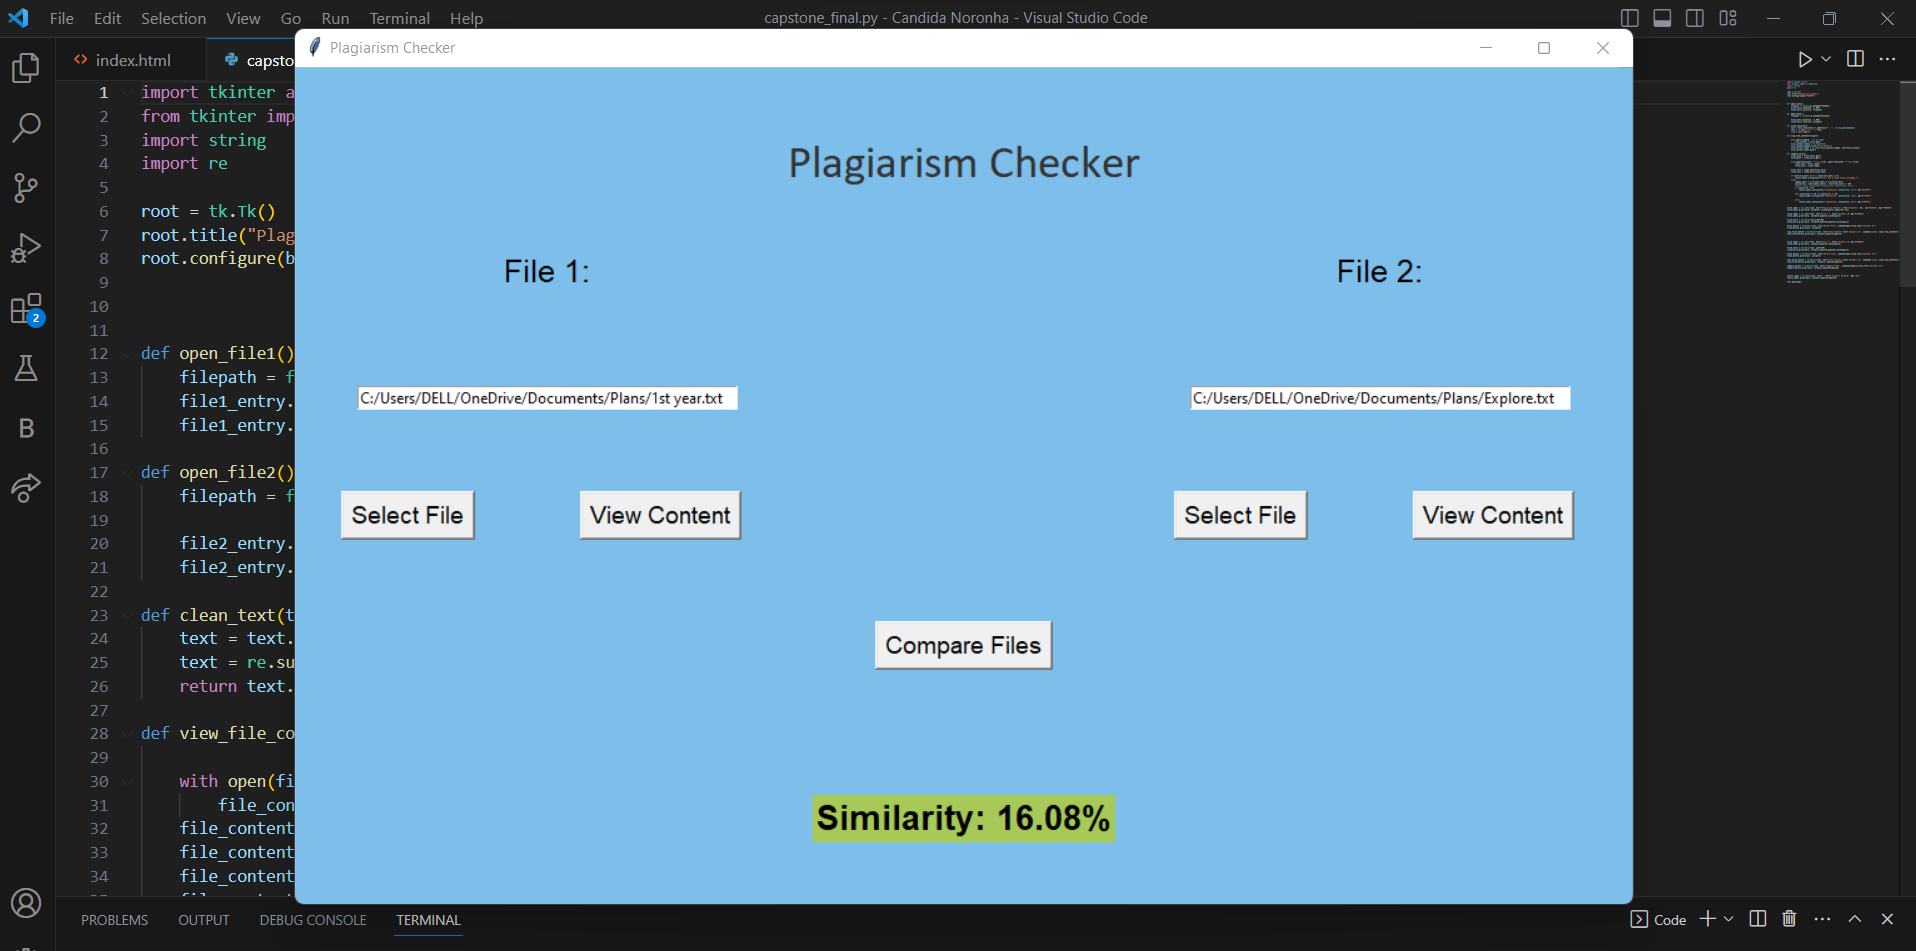 File Edit Selection View Go Run Terminal Help
capstone_final.py - Candida Noronha - Visual Studio Code
index.html
capsto
Plagiarism Checker
1 import tkinter a
2 from tkinter imp
3 import string
4 import re
5
6 root = tk.Tk()
7 root.title("Plag
8 root.configure(b
9
10
11
12 def open_file1()
13 filepath = f
14 file1_entry.
15 file1_entry.
16
17 def open_file2()
18 filepath = f
19
20 file2_entry.
21 file2_entry.
22
23 def clean_text(t
24 text = text.
25 text = re.su
26 return text.
27
28 def view_file_co
29
30 with open(fi
31 file_con
32 file_content
33 file_content
34 file_content
Plagiarism Checker
File 1:
File 2:
C:/Users/DELL/OneDrive/Documents/Plans/1st year.txt
C:/Users/DELL/OneDrive/Documents/Plans/Explore.txt
Select File
View Content
Select File
View Content
Compare Files
Similarity: 16.08%
2
B
PROBLEMS OUTPUT DEBUG CONSOLE TERMINAL
Code